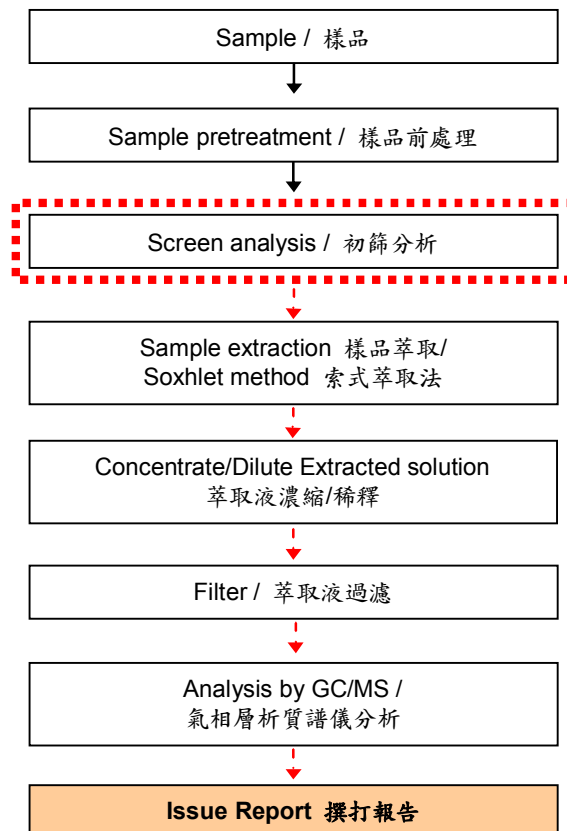 Sample / 樣品
Sample pretreatment / 樣品前處理
Screen analysis / 初篩分析
Sample extraction 樣品萃取/
Soxhlet method 索式萃取法
Concentrate/Dilute Extracted solution
萃取液濃縮/稀釋
Filter / 萃取液過濾
Analysis by GC/MS /
氣相層析質譜儀分析
Issue Report 撰打報告